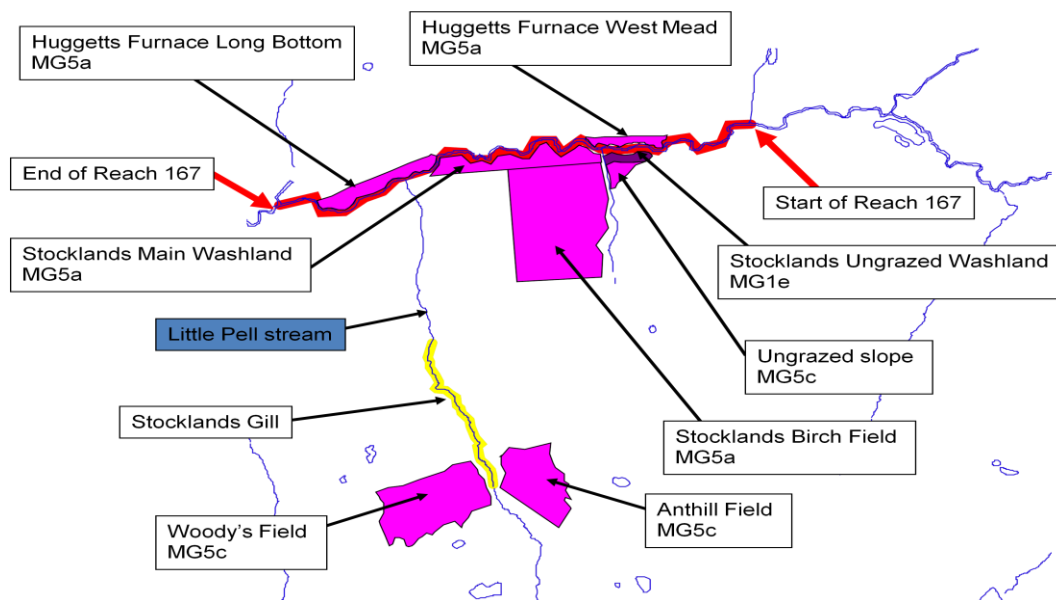 Huggetts Furnace Long Bottom
MG5a
Huggetts Furnace West Mead
MG5a
End of Reach 167
Start of Reach 167
Stocklands Main Washland
MG5a
Stocklands Ungrazed Washland
MG1e
Little Pell stream
Ungrazed slope
MG5c
Stocklands Gill
Stocklands Birch Field
MG5a
Woody's Field
MG5c
Anthill Field
MG5c